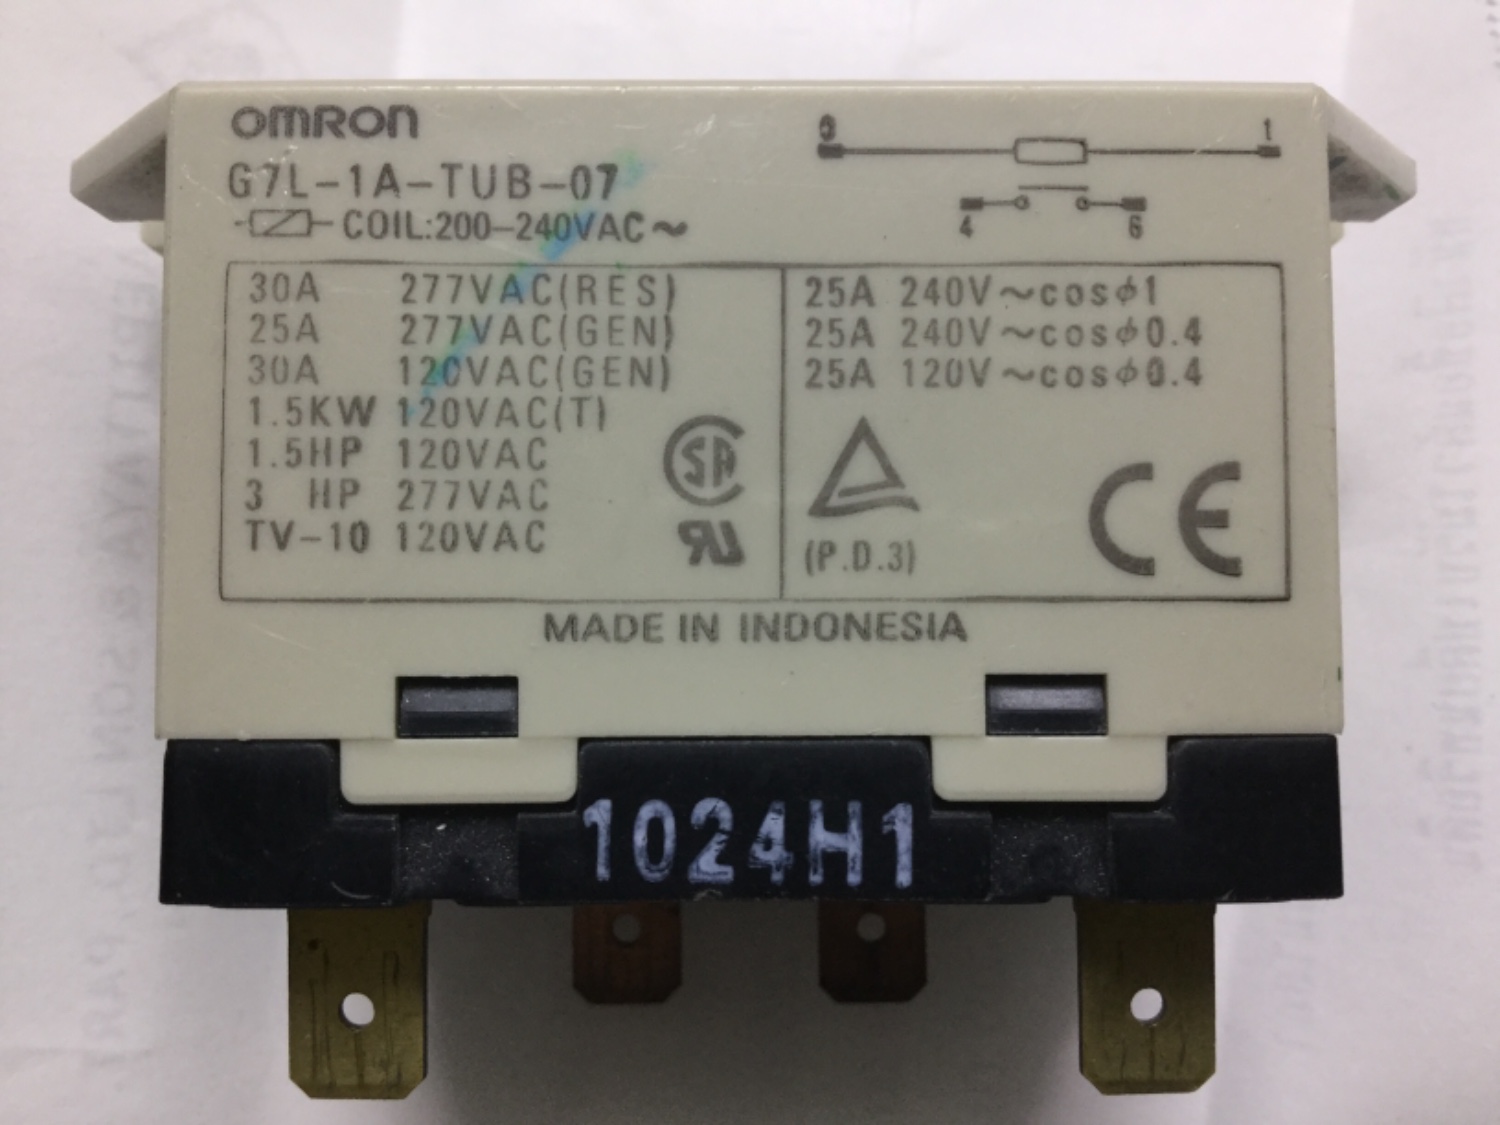 OMRON
G7L-1A-TUB-07
COIL:200-240VAC~
0 1
4 6
30A 277VAC(RES)
25A 277VAC(GEN)
30A 120VAC(GEN)
1.5KW 120VAC(T)
1.5HP 120VAC
3 HP 277VAC
TV-10 120VAC
25A 240V~cosϕ1
25A 240V~cosϕ0.4
25A 120V~cosϕ0.4
(P.D.3)
CE
MADE IN INDONESIA
1024H1